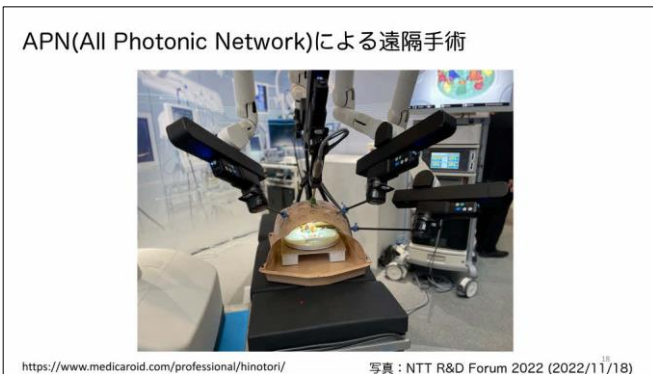 APN(All Photonic Network)による遠隔手術
18
https://www.medicaroid.com/professional/hinotori/
写真：NTT R&D Forum 2022 (2022/11/18)